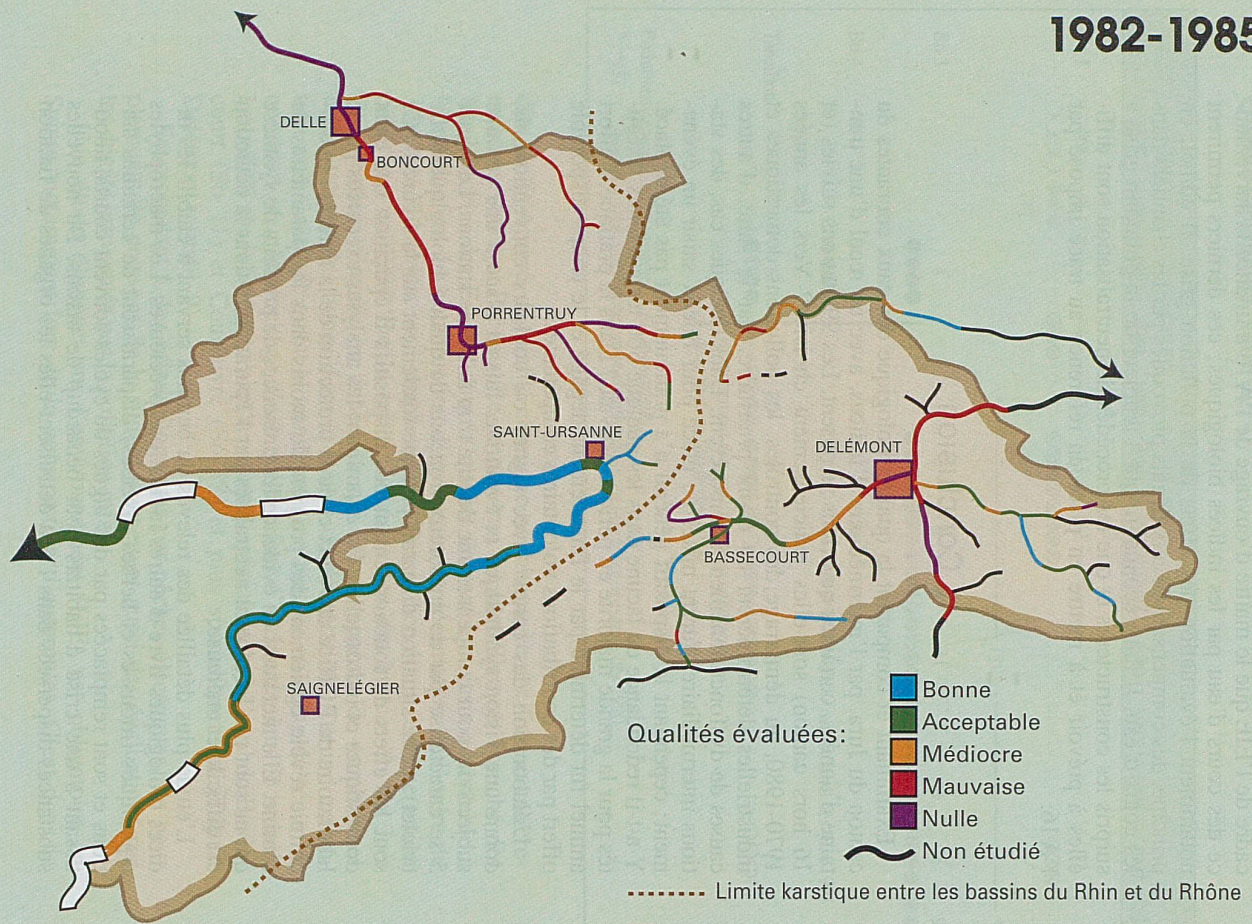 1982-1985
DELLE
BONCOURT
PORRENTRUY
SAINT-URSANNE
DELÉMONT
BASSECOURT
SAIGNELÉGIER
Qualités évaluées:
Bonne
Acceptable
Médiocre
Mauvaise
Nulle
Non étudié
Limite karstique entre les bassins du Rhin et du Rhône